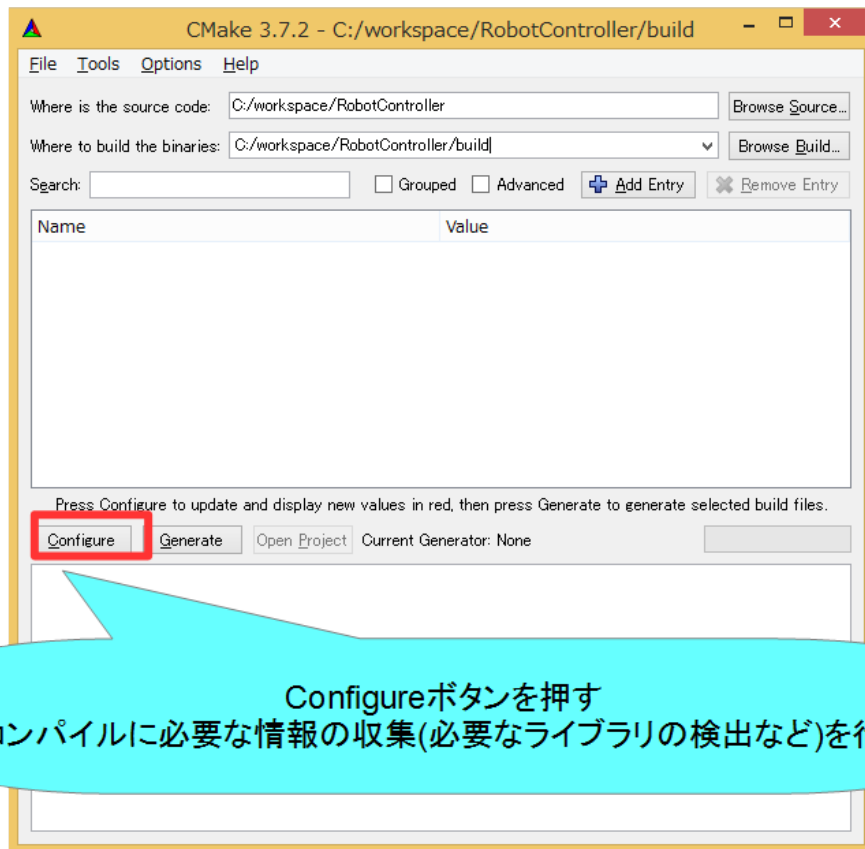 CMake 3.7.2 - C:/workspace/RobotController/build
File Tools Options Help
Where is the source code: C:/workspace/RobotController Browse Source...
Where to build the binaries: C:/workspace/RobotController/build Browse Build...
Search: Grouped Advanced Add Entry Remove Entry
Name Value
Press Configure to update and display new values in red, then press Generate to generate selected build files.
Configure Generate Open Project Current Generator: None
Configureボタンを押す
ンパイルに必要な情報の収集(必要なライブラリの検出など)を